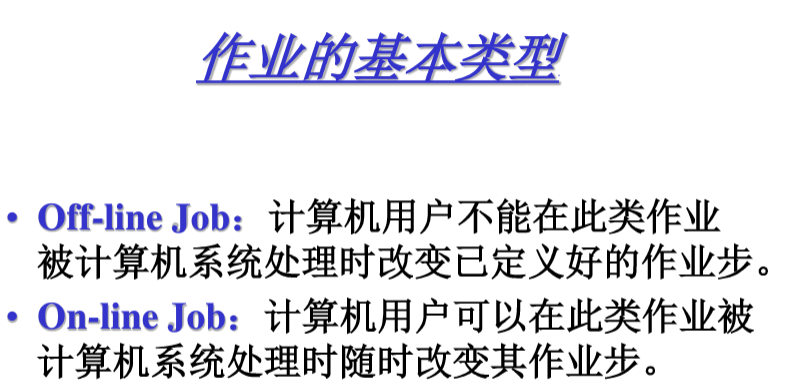 作业的基本类型
• Off-line Job：计算机用户不能在此类作业
被计算机系统处理时改变已定义好的作业步。
• On-line Job：计算机用户可以在此类作业被
计算机系统处理时随时改变其作业步。